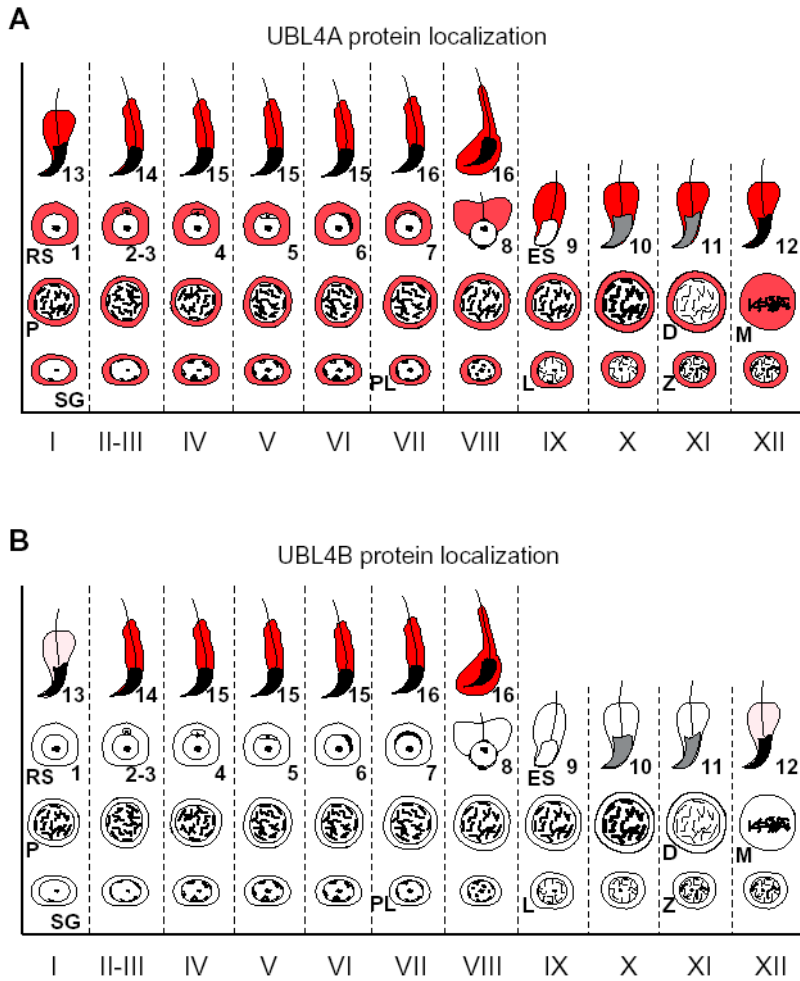 A
UBL4A protein localization
13 14 15 15 15 16 16
RS 1 2-3 4 5 6 7 8 ES 9 10 11 12
P D M
SG PL L Z
I II-III IV V VI VII VIII IX X XI XII
B
UBL4B protein localization
13 14 15 15 15 16 16
RS 1 2-3 4 5 6 7 8 ES 9 10 11 12
P D M
SG PL L Z
I II-III IV V VI VII VIII IX X XI XII